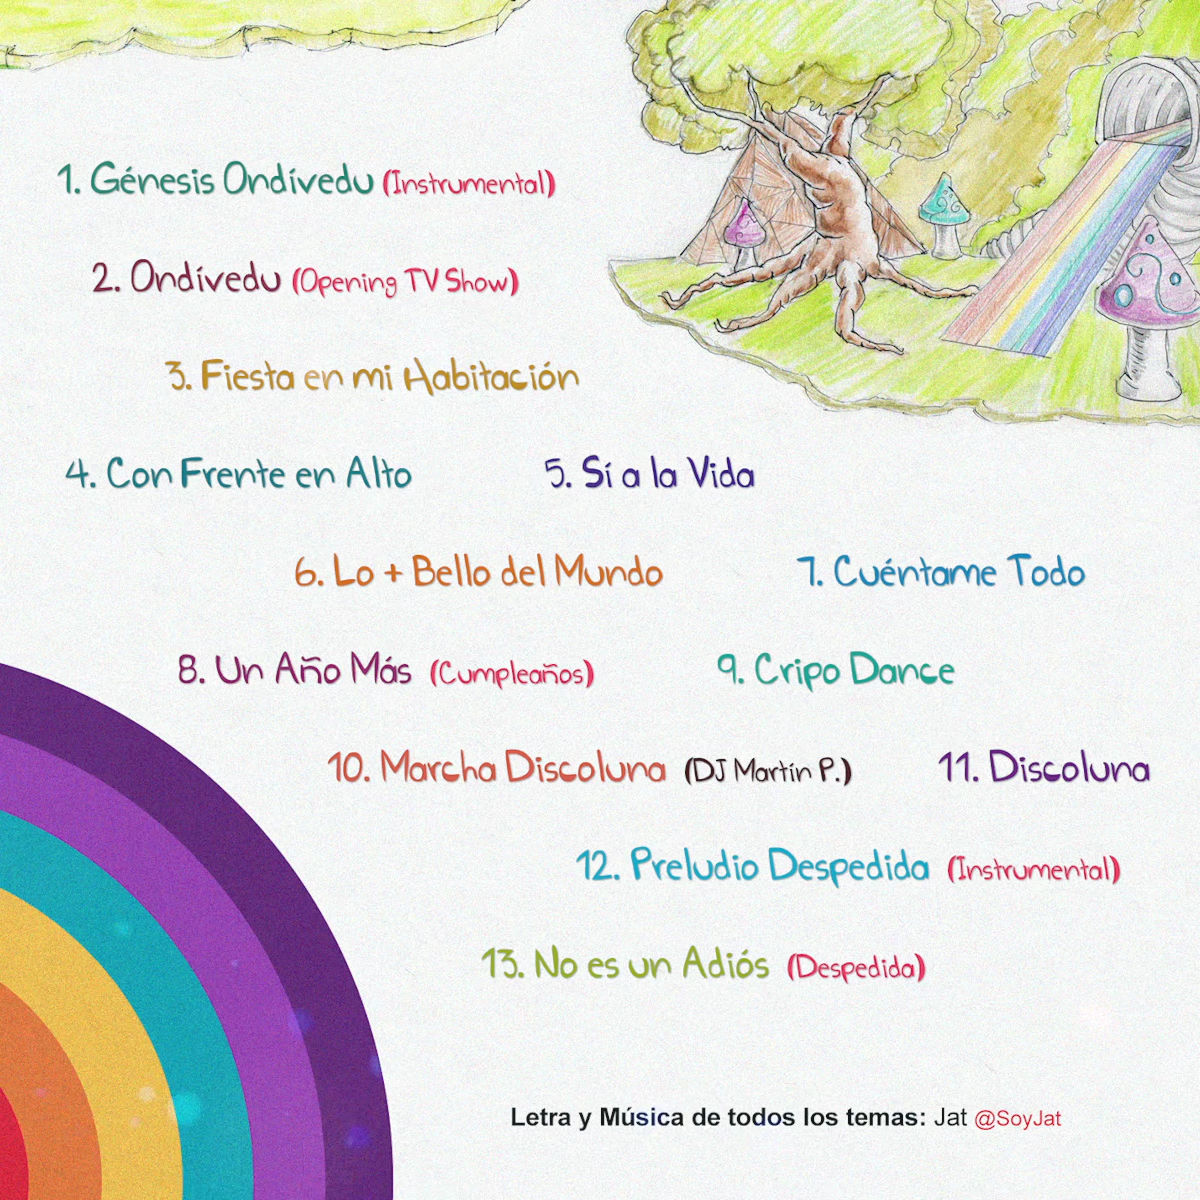 1. Génesis Ondívedu (Instrumental)
2. Ondívedu (Opening TV Show)
3. Fiesta en mi Habitación
4. Con Frente en Alto
5. Sí a la Vida
6. Lo + Bello del Mundo
7. Cuéntame Todo
8. Un Año Más (Cumpleaños)
9. Cripo Dance
10. Marcha Discoluna (DJ Martín P.)
11. Discoluna
12. Preludio Despedida (Instrumental)
13. No es un Adiós (Despedida)
Letra y Música de todos los temas: Jat @SoyJat